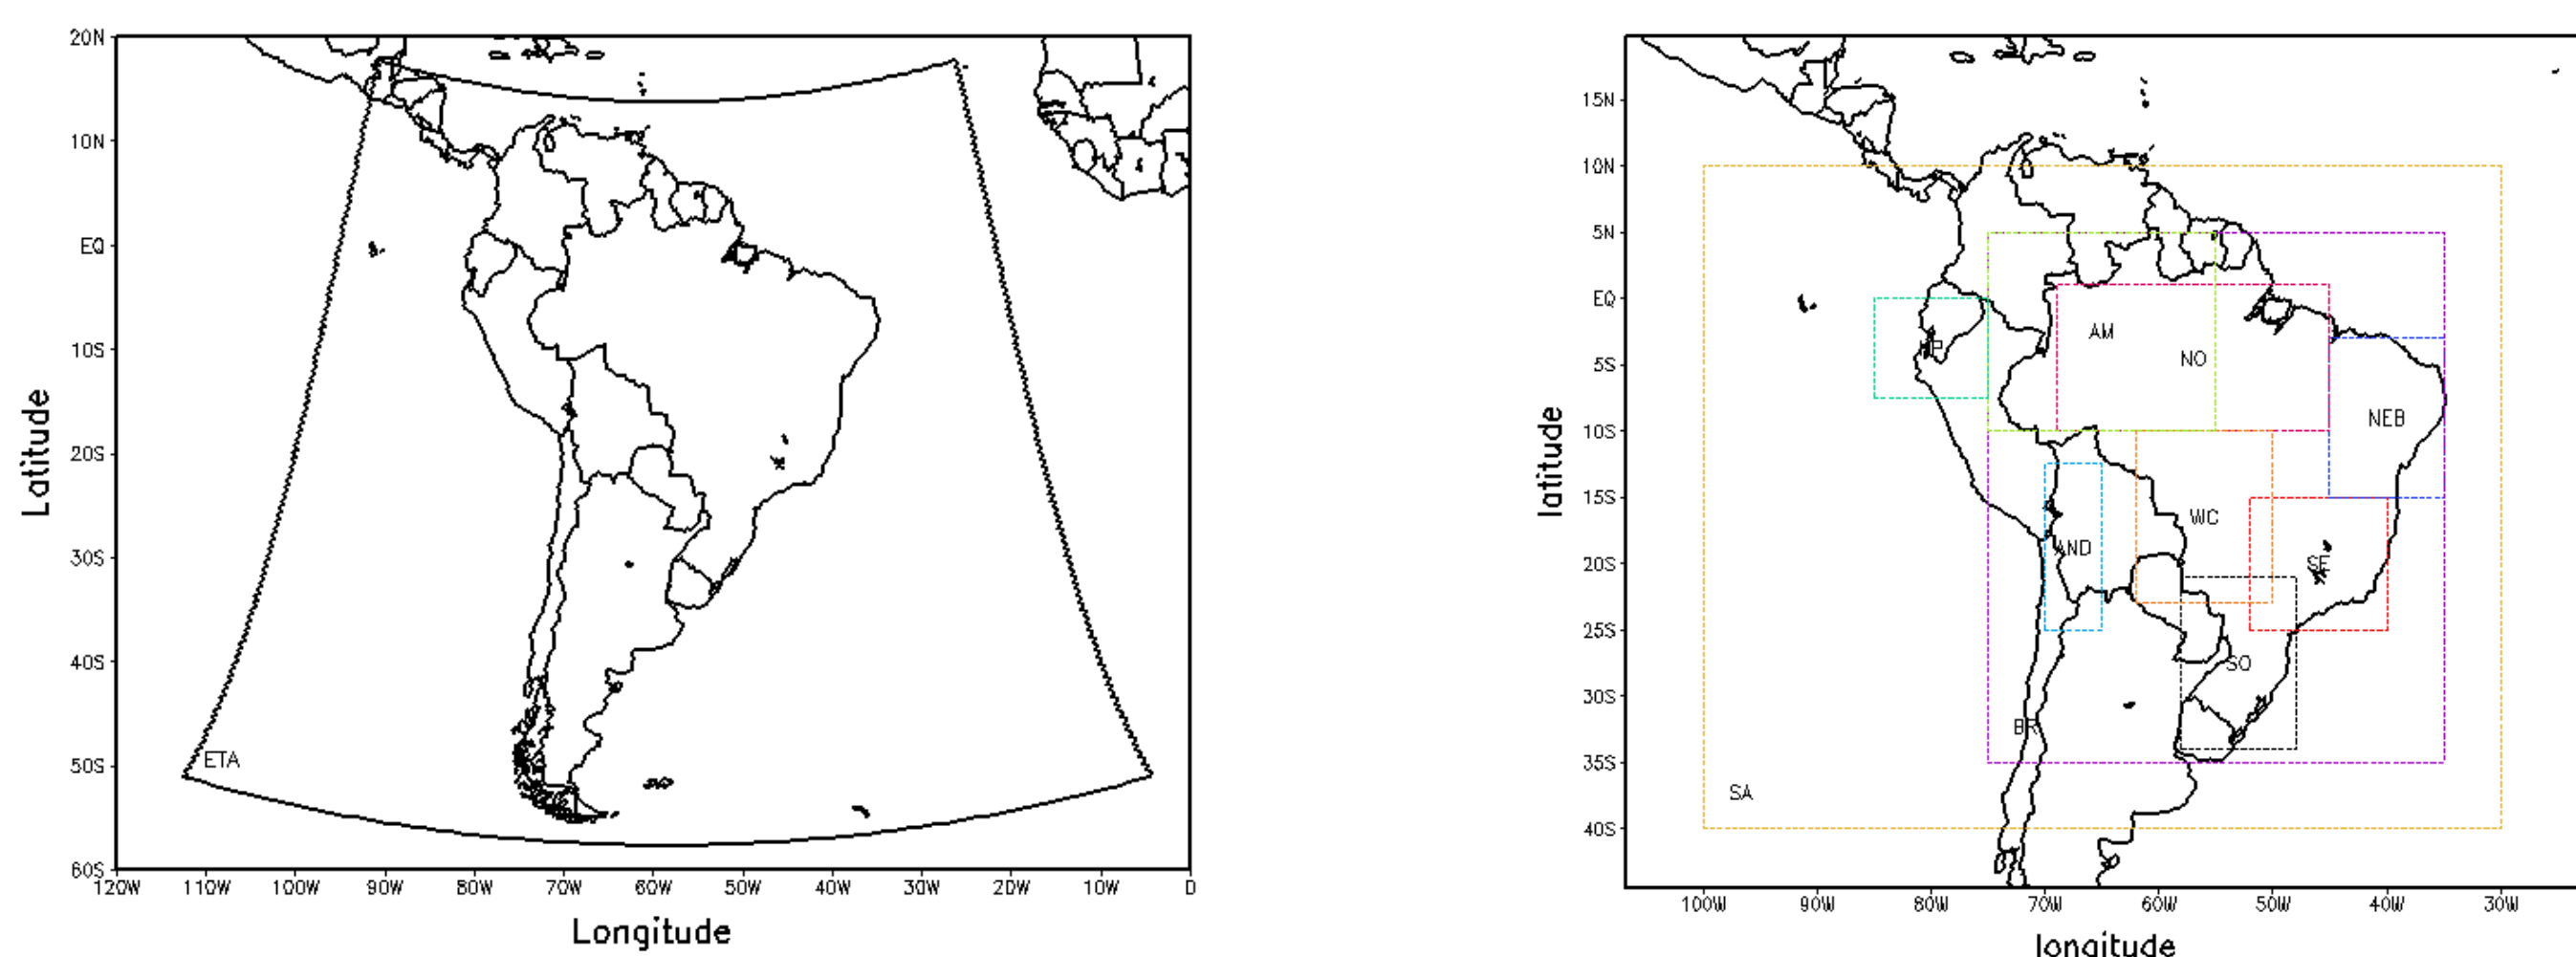 20N
10N
EQ
10S
20S
30S
40S
50S
60S
Latitude
ETA
120W 110W 100W 90W 80W 70W 60W 50W 40W 30W 20W 10W 0
Longitude
15N
10N
5N
EQ
5S
10S
15S
20S
25S
30S
35S
40S
latitude
AM
NO
NEB
WC
AND
SE
SO
BR
SA
100W 90W 80W 70W 60W 50W 40W 30W
longitude